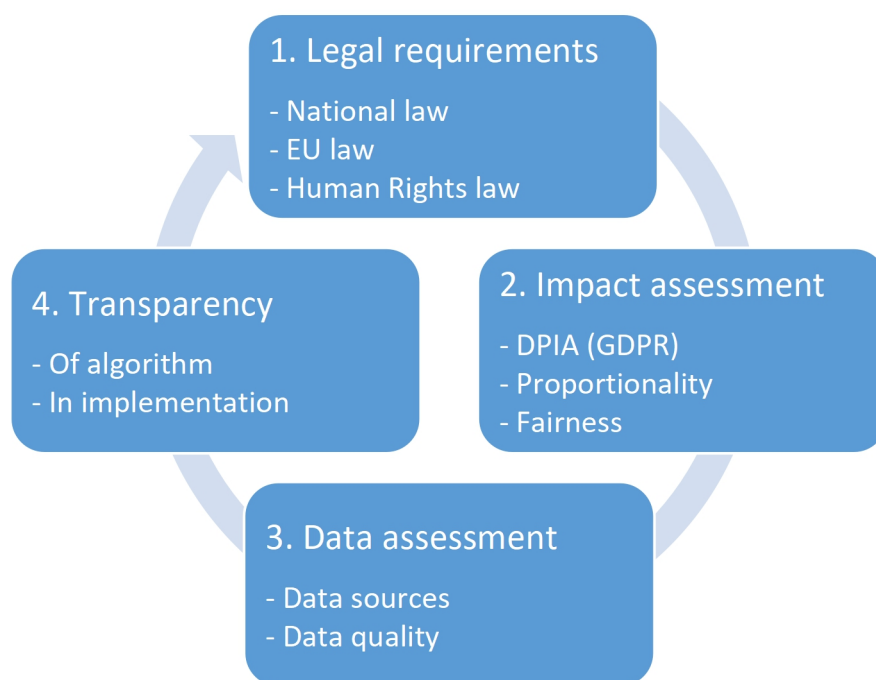 1. Legal requirements
- National law
- EU law
- Human Rights law
2. Impact assessment
- DPIA (GDPR)
- Proportionality
- Fairness
3. Data assessment
- Data sources
- Data quality
4. Transparency
- Of algorithm
- In implementation